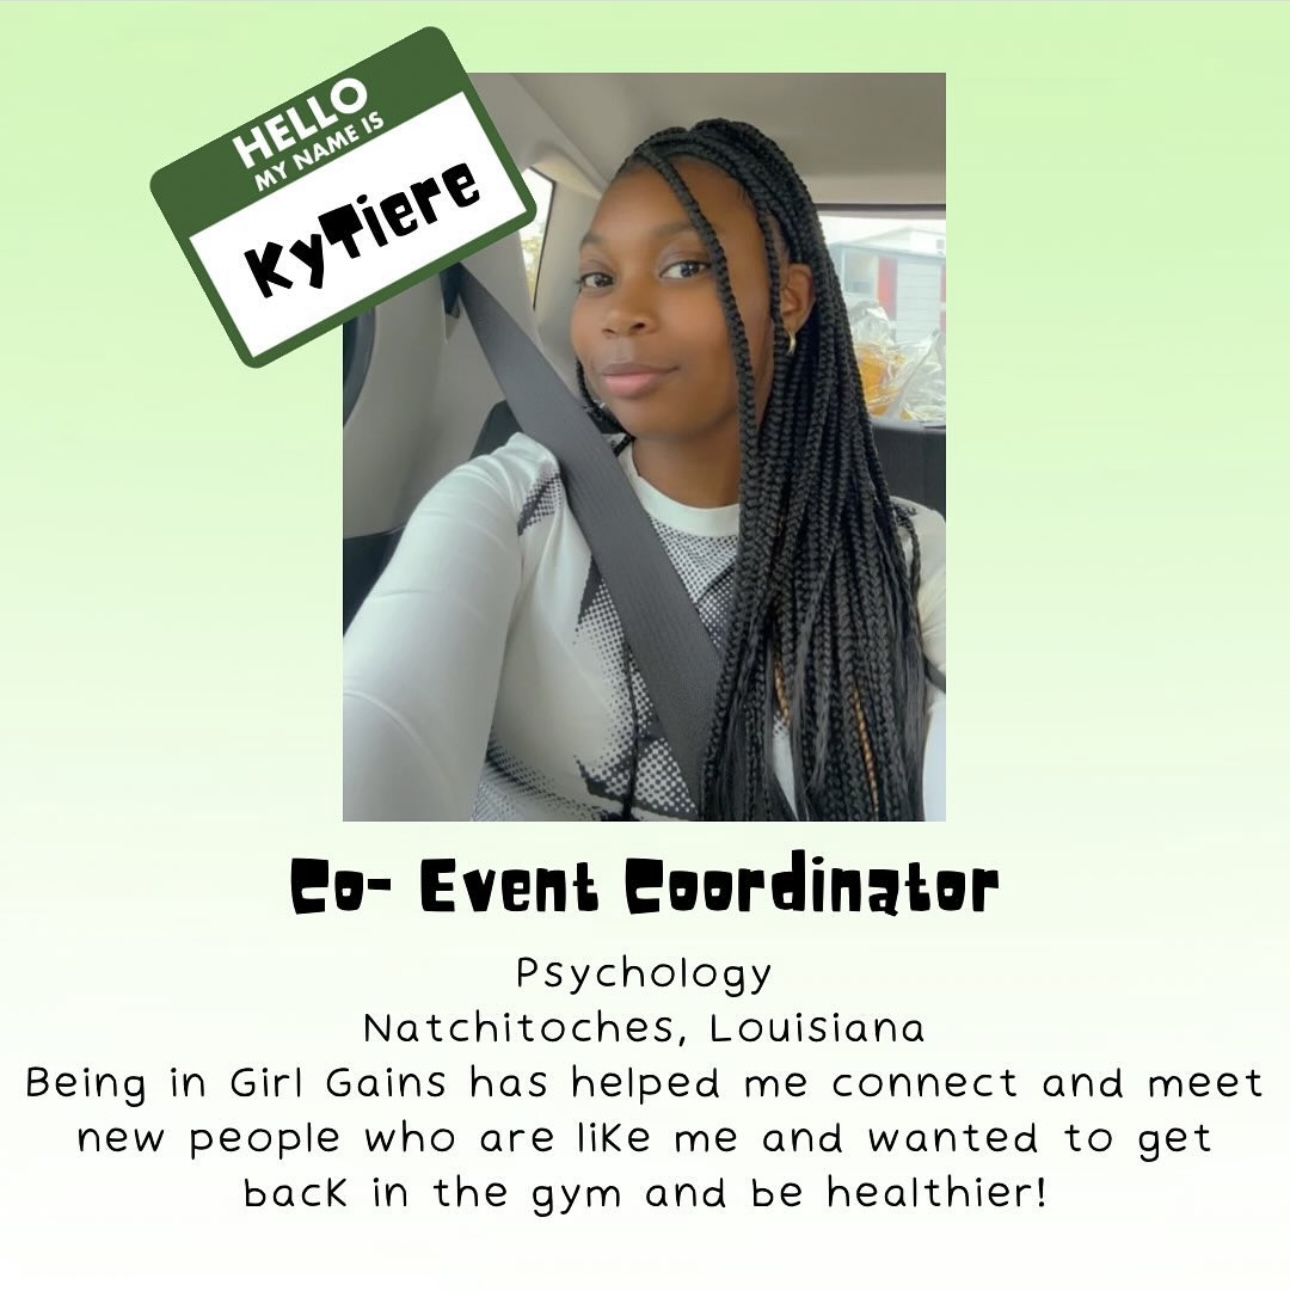 HELLO
MY NAME IS
KyTiere
Co- Event Coordinator
Psychology
Natchitoches, Louisiana
Being in Girl Gains has helped me connect and meet
new people who are like me and wanted to get
back in the gym and be healthier!